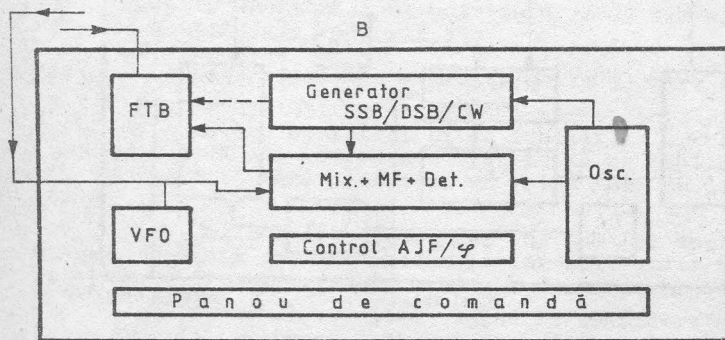 B
FTB
Generator
SSB/DSB/CW
Osc.
Mix.+ MF+ Det.
VFO
Control AJF/φ
Panou de comandă